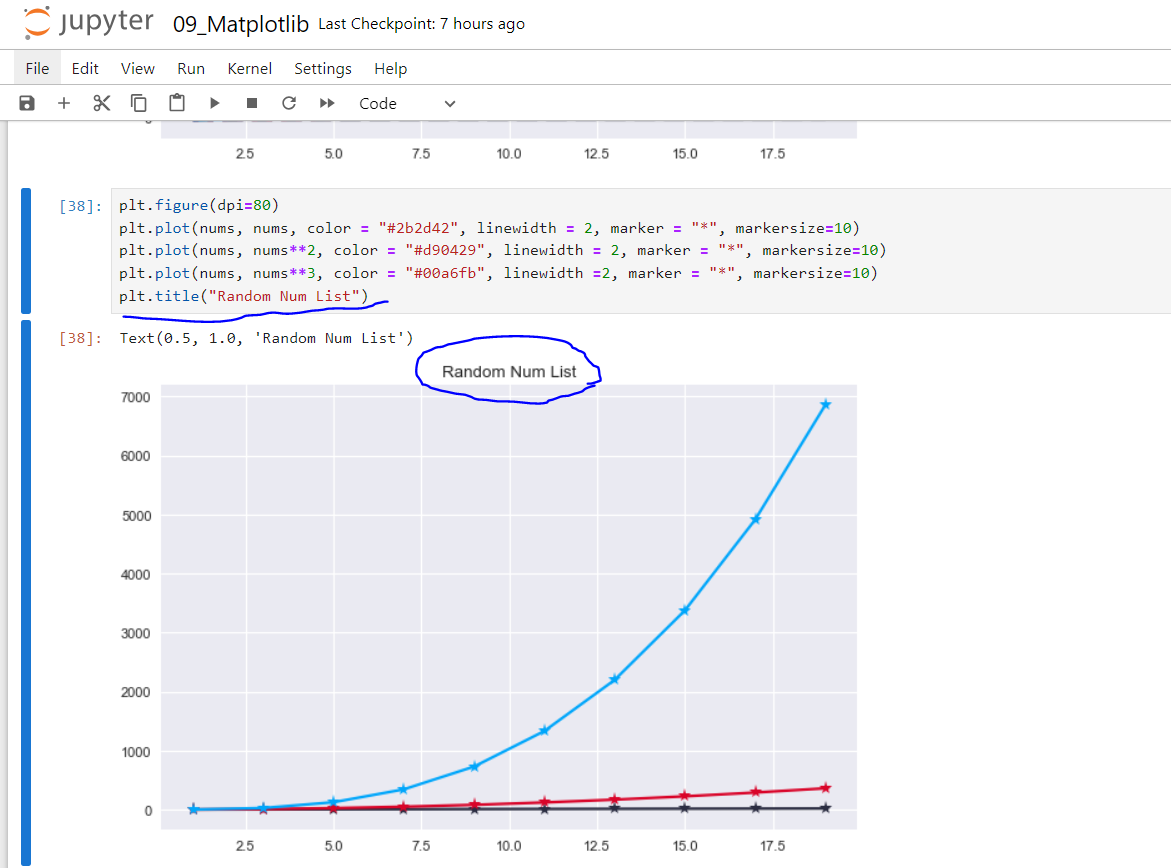 jupyter 09_Matplotlib Last Checkpoint: 7 hours ago
File Edit View Run Kernel Settings Help
Code
2.5 5.0 7.5 10.0 12.5 15.0 17.5
[38]: plt.figure(dpi=80)
plt.plot(nums, nums, color = "#2b2d42", linewidth = 2, marker = "*", markersize=10)
plt.plot(nums, nums**2, color = "#d90429", linewidth = 2, marker = "*", markersize=10)
plt.plot(nums, nums**3, color = "#00a6fb", linewidth =2, marker = "*", markersize=10)
plt.title("Random Num List")
[38]: Text(0.5, 1.0, 'Random Num List')
Random Num List
7000
6000
5000
4000
3000
2000
1000
0
2.5 5.0 7.5 10.0 12.5 15.0 17.5